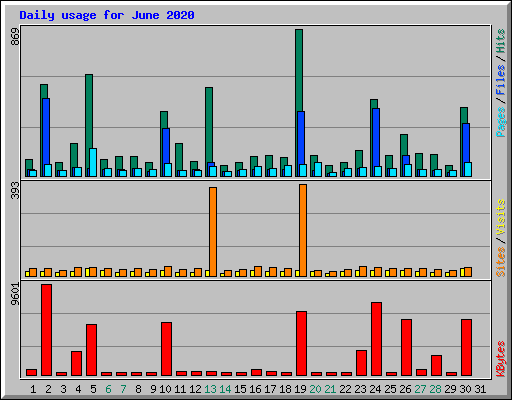 Daily usage for June 2020
869
Pages / Files / Hits
393
Sites / Visits
9601
KBytes
1 2 3 4 5 6 7 8 9 10 11 12 13 14 15 16 17 18 19 20 21 22 23 24 25 26 27 28 29 30 31